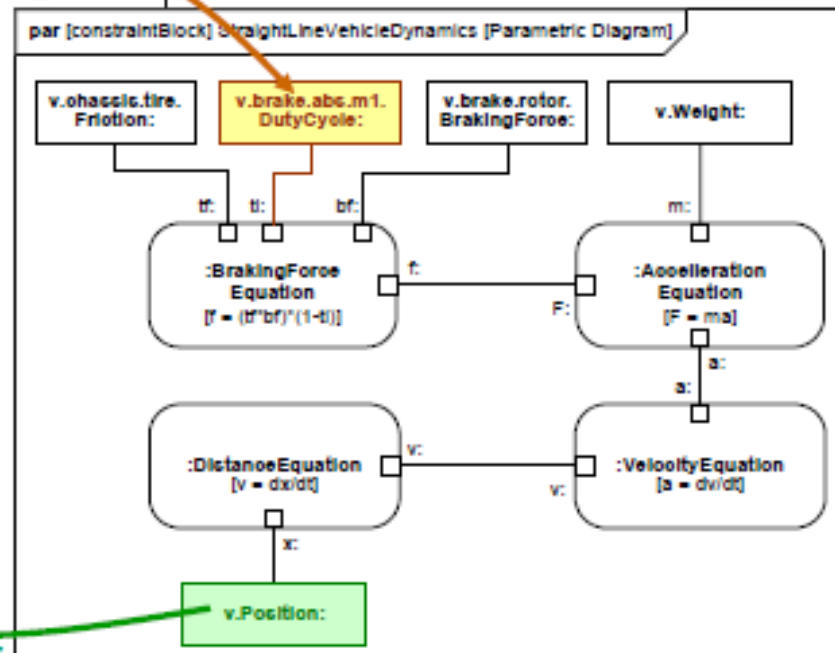 par [constraintBlock] StraightLineVehicleDynamics [Parametric Diagram]
v.chassis.tire.
Friction:
v.brake.abs.m1.
DutyCycle:
v.brake.rotor.
BrakingForce:
v.Weight:
tf:
tl:
bf:
m:
:BrakingForce
Equation
[f = (tf*bf)*(1-tl)]
f:
F:
:Accelleration
Equation
[F = ma]
a:
a:
:DistanceEquation
[v = dx/dt]
v:
v:
:VelocityEquation
[a = dv/dt]
x:
v.Position: